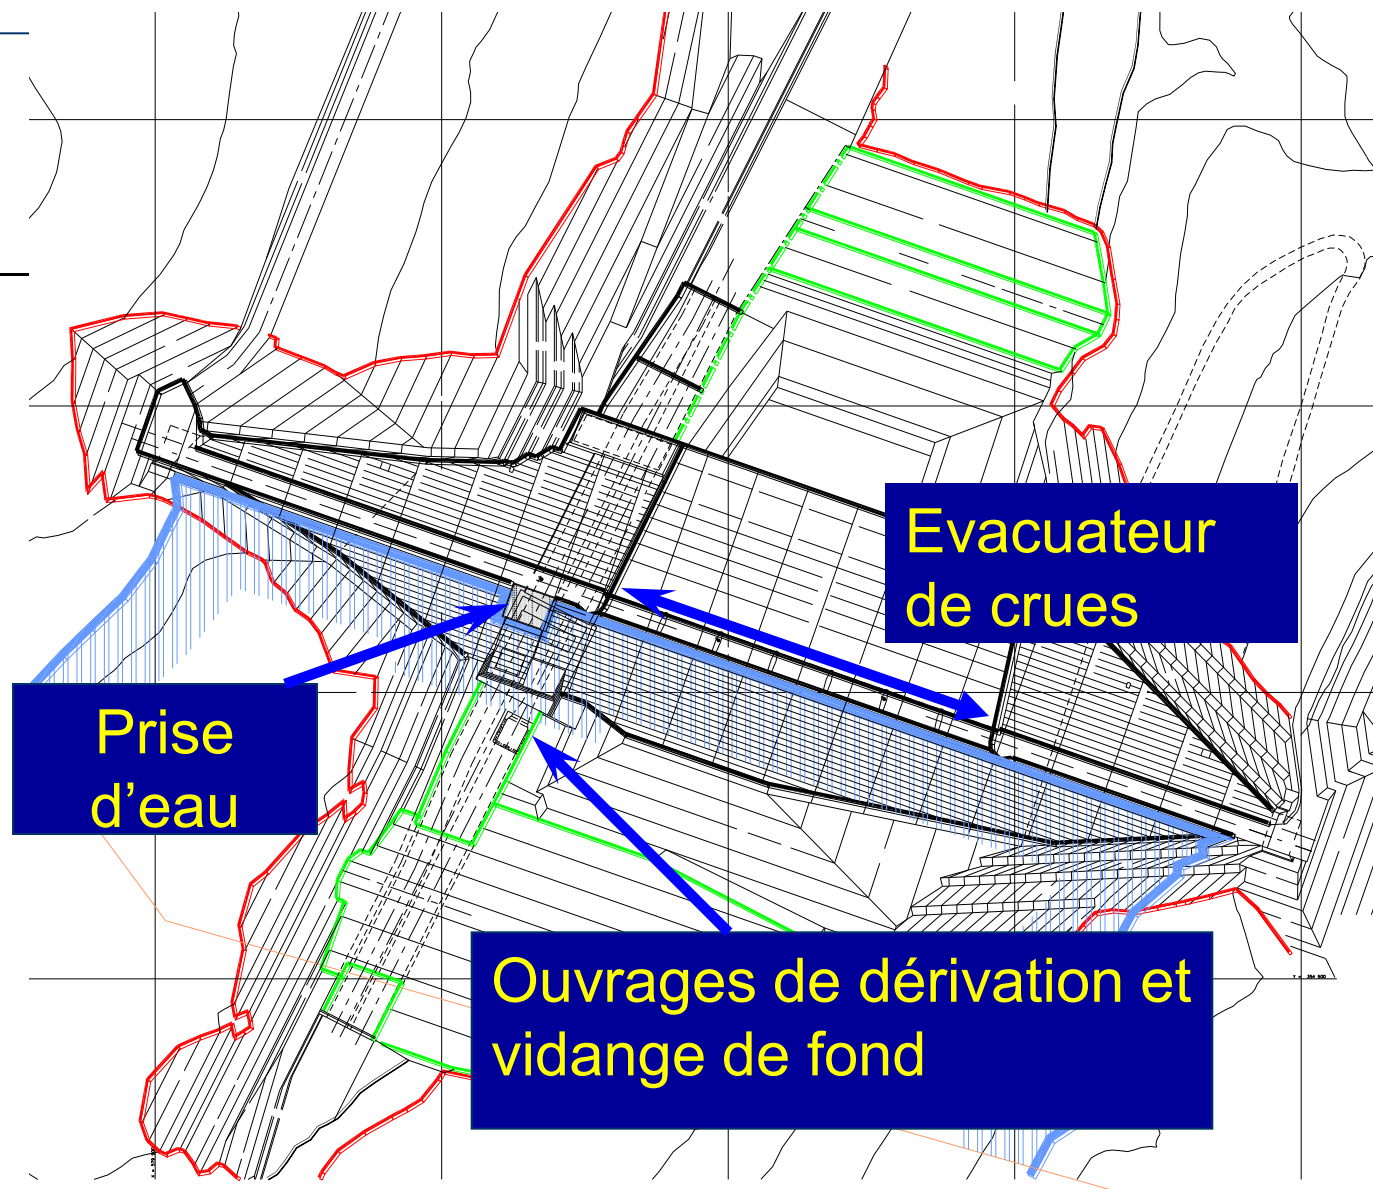 Evacuateur
de crues
Prise
d’eau
Ouvrages de dérivation et
vidange de fond